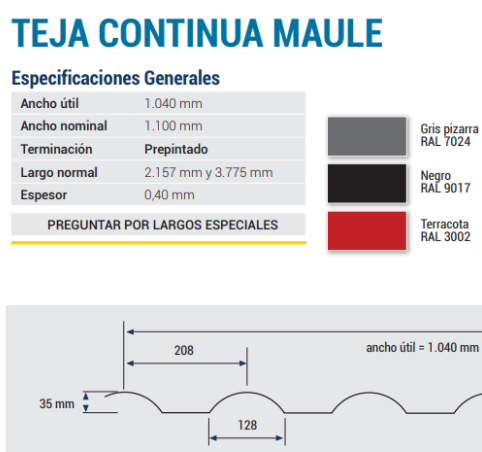 TEJA CONTINUA MAULE
Especificaciones Generales
Ancho útil 1.040 mm
Ancho nominal 1.100 mm
Terminación Prepintado
Largo normal 2.157 mm y 3.775 mm
Espesor 0,40 mm
PREGUNTAR POR LARGOS ESPECIALES
Gris pizarra
RAL 7024
Negro
RAL 9017
Terracota
RAL 3002
208
ancho útil = 1.040 mm
35 mm
128